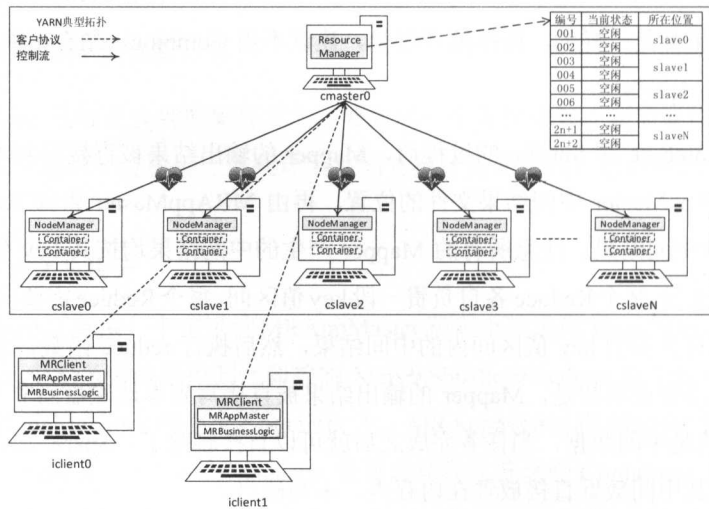 YARN典型拓扑
客户协议
控制流
Resource
Manager
cmaster0
编号 当前状态 所在位置
001 空闲 slave0
002 空闲
003 空闲 slave1
004 空闲
005 空闲 slave2
006 空闲
... ... ...
2n+1 空闲 slaveN
2n+2 空闲
NodeManager
Container
Container
cslave0
NodeManager
Container
Container
cslave1
NodeManager
Container
Container
cslave2
NodeManager
Container
Container
cslave3
NodeManager
Container
Container
cslaveN
MRClient
MRAppMaster
MRBusinessLogic
iclient0
MRClient
MRAppMaster
MRBusinessLogic
iclient1